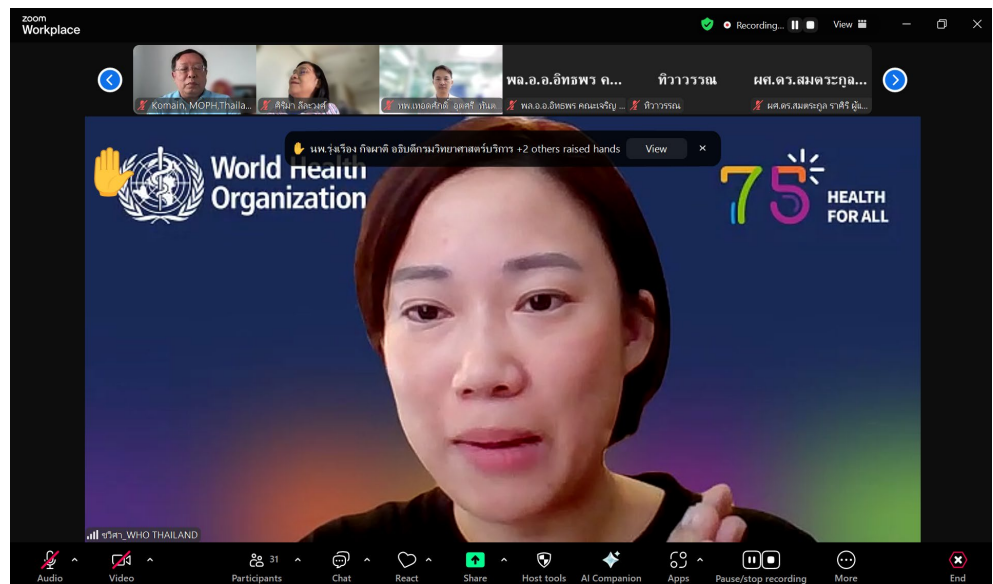 zoom
Workplace
Recording...
View
Komain, MOPH,Thaila...
ศิริมา ลีละวงศ์
ทพ.เทอดศักดิ์ อุตศรี
พล.อ.อ.อิทธพร ค...
พล.อ.อ.อิทธพร คณะเจริญ ...
ทิวาวรรณ
ทิวาวรรณ
ผศ.ดร.สมตระกูล...
ผศ.ดร.สมตระกูล ราศิริ
นพ.รุ่งเรือง กิจผาติ อธิบดีกรมวิทยาศาสตร์บริการ +2 others raised hands
View
World Health
Organization
75
HEALTH
FOR ALL
ชวิศา_WHO THAILAND
Audio
Video
Participants
31
Chat
React
Share
Host tools
AI Companion
Apps
Pause/stop recording
More
End